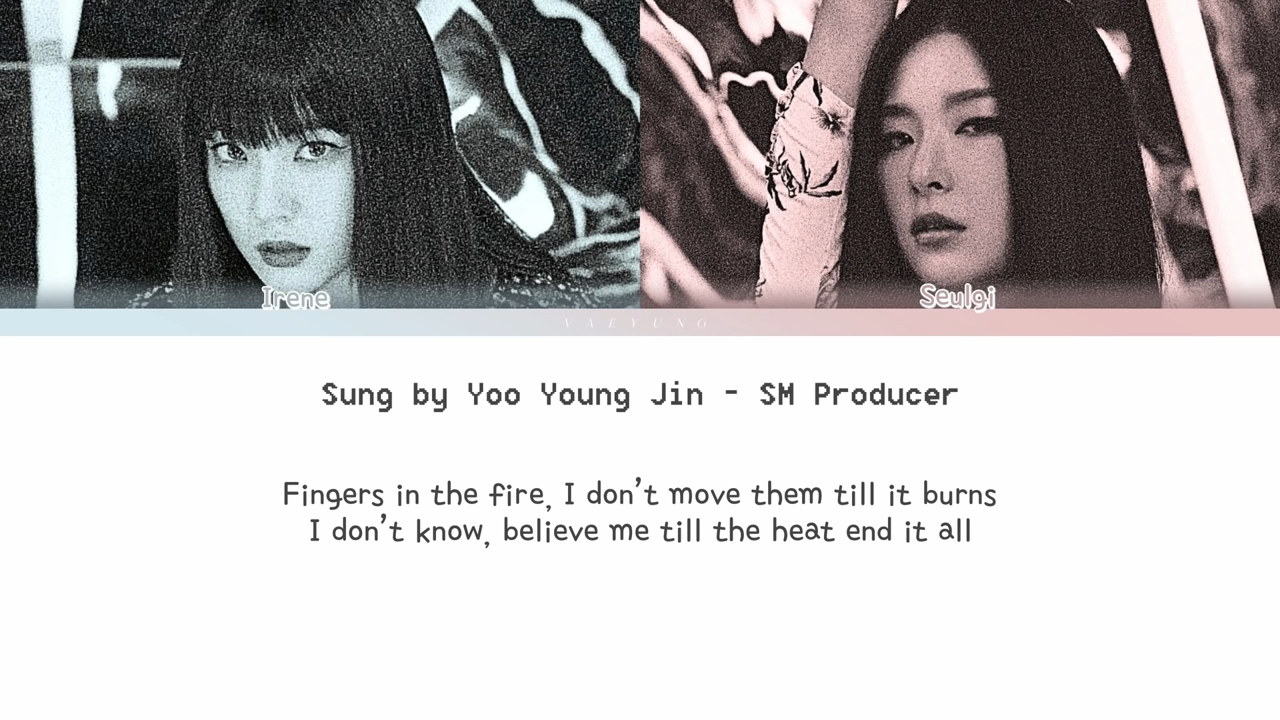 Irene
Seulgi
VAEYUNG
Sung by Yoo Young Jin - SM Producer
Fingers in the fire, I don't move them till it burns
I don't know, believe me till the heat end it all